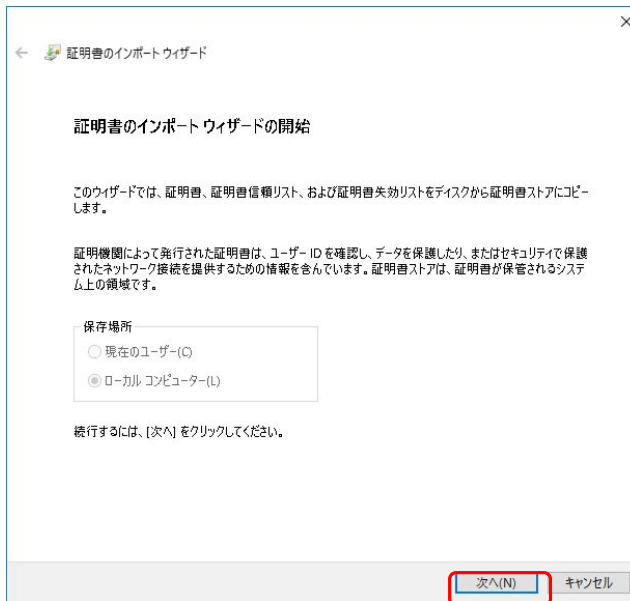 証明書のインポート ウィザード
証明書のインポート ウィザードの開始
このウィザードでは、証明書、証明書信頼リスト、および証明書失効リストをディスクから証明書ストアにコピー
します。
証明機関によって発行された証明書は、ユーザー ID を確認し、データを保護したり、またはセキュリティで保護
されたネットワーク接続を提供するための情報を含んでいます。証明書ストアは、証明書が保管されるシステ
ム上の領域です。
保存場所
現在のユーザー(C)
ローカル コンピューター(L)
続行するには、[次へ] をクリックしてください。
次へ(N)
キャンセル